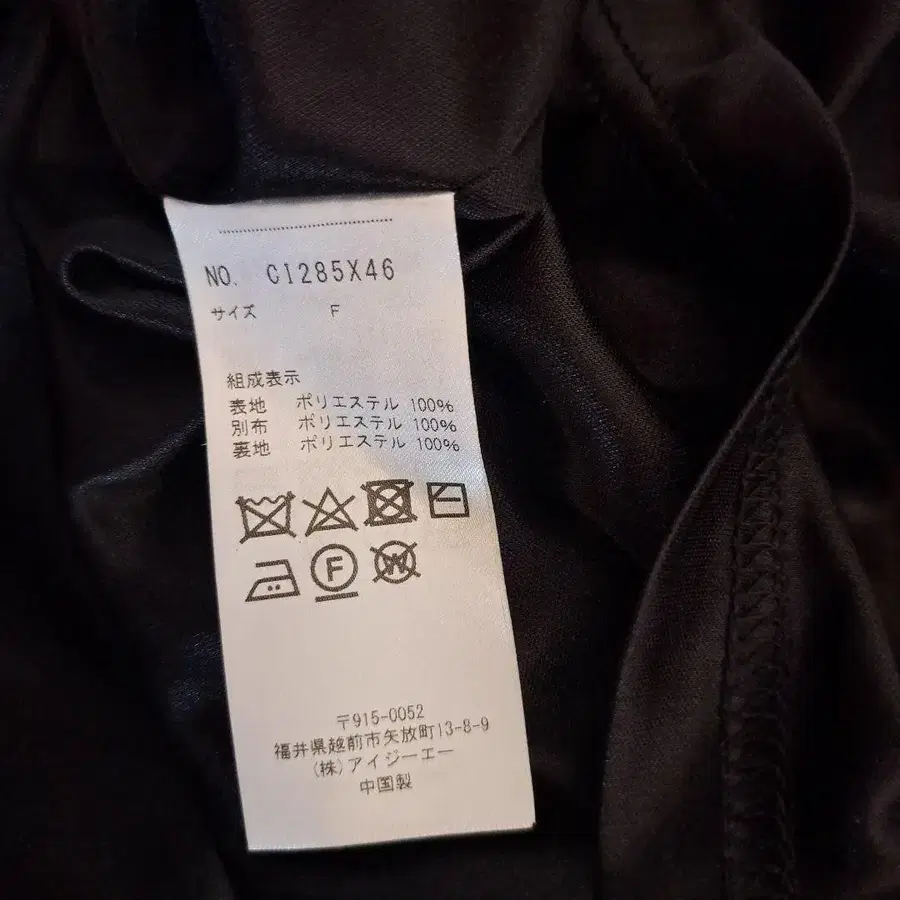 NO. CI285X46
サイズ F
組成表示
表地 ポリエステル 100%
別布 ポリエステル 100%
裏地 ポリエステル 100%
F W
〒915-0052
福井県越前市矢放町13-8-9
(株)アイジーエー
中国製